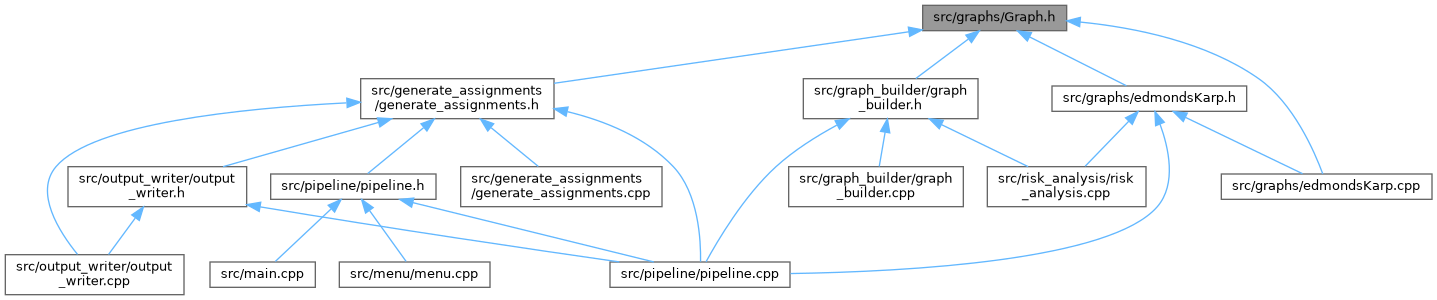 src/graphs/Graph.h
src/generate_assignments
/generate_assignments.h
src/graph_builder/graph
_builder.h
src/graphs/edmondsKarp.h
src/output_writer/output
_writer.h
src/pipeline/pipeline.h
src/generate_assignments
/generate_assignments.cpp
src/graph_builder/graph
_builder.cpp
src/risk_analysis/risk
_analysis.cpp
src/graphs/edmondsKarp.cpp
src/output_writer/output
_writer.cpp
src/main.cpp
src/menu/menu.cpp
src/pipeline/pipeline.cpp